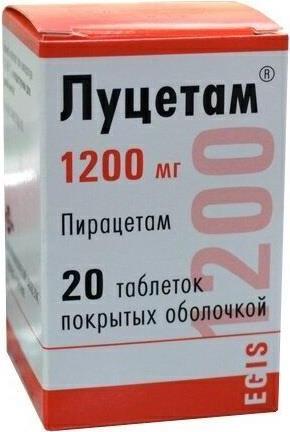 Луцетам®
1200 мг
Пирацетам
20 таблеток
покрытых оболочкой
1200
EGIS